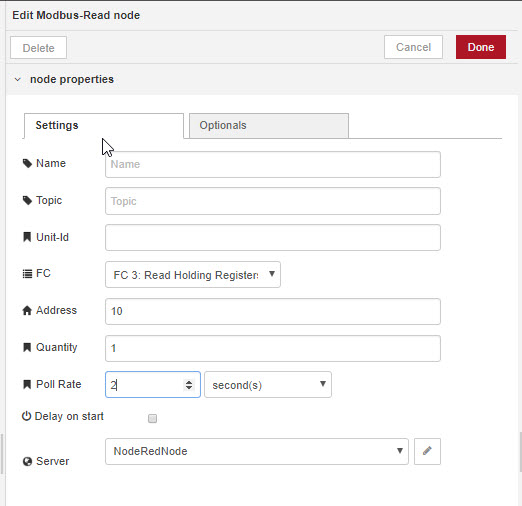 Edit Modbus-Read node
Delete
Cancel
Done
node properties
Settings
Optionals
Name
Name
Topic
Topic
Unit-Id
FC
FC 3: Read Holding Registers
Address
10
Quantity
1
Poll Rate
2
second(s)
Delay on start
Server
NodeRedNode